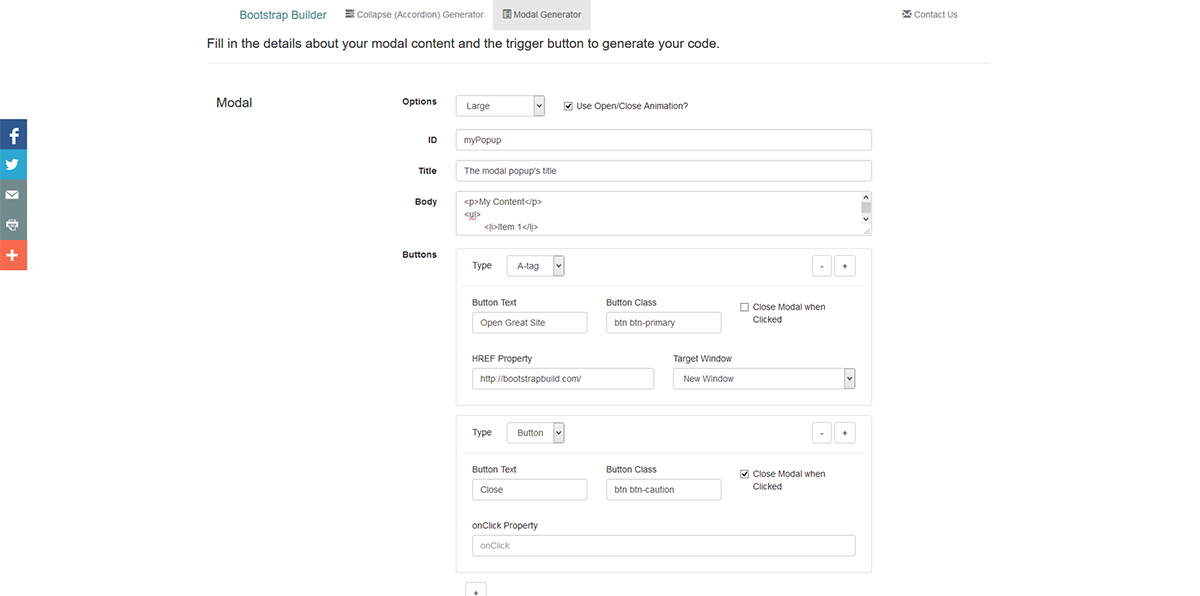 Bootstrap Builder Collapse (Accordion) Generator Modal Generator Contact Us
Fill in the details about your modal content and the trigger button to generate your code.
Modal
Options Large Use Open/Close Animation?
ID myPopup
Title The modal popup's title
Body <p>My Content</p>
<ul>
<li>Item 1</li>
Buttons
Type A-tag - +
Button Text Button Class Close Modal when
Clicked
Open Great Site btn btn-primary
HREF Property Target Window
http://bootstrapbuild.com/ New Window
Type Button - +
Button Text Button Class Close Modal when
Clicked
Close btn btn-caution
onClick Property
onClick
+